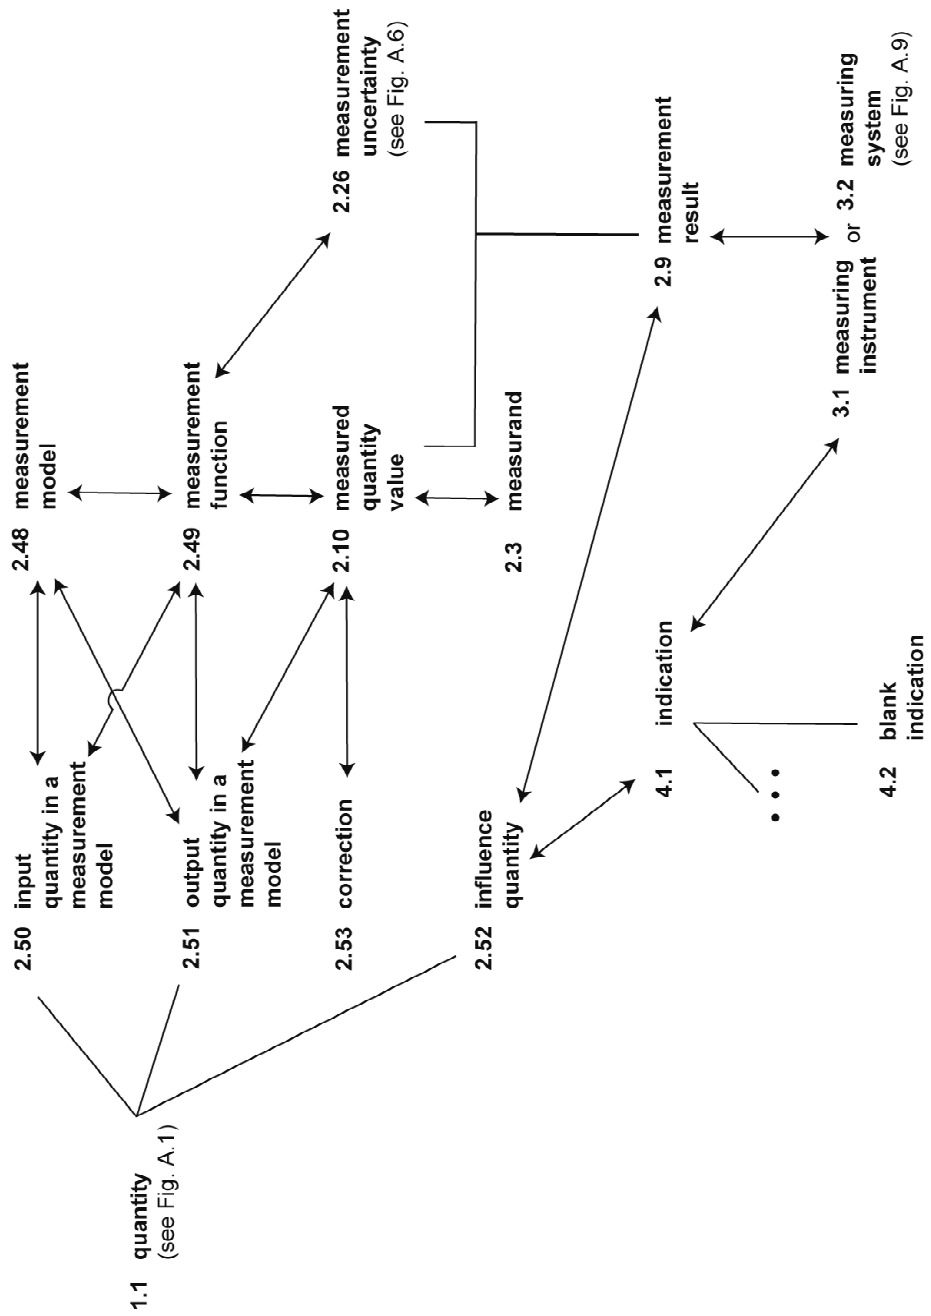 1.1 quantity
(see Fig. A.1)
2.50 input
quantity in a
measurement
model
2.51 output
quantity in a
measurement
model
2.53 correction
2.52 influence
quantity
2.48 measurement
model
2.49 measurement
function
2.10 measured
quantity
value
2.3 measurand
4.1 indication
• • •
4.2 blank
indication
2.26 measurement
uncertainty
(see Fig. A.6)
2.9 measurement
result
3.1 measuring
instrument
or 3.2 measuring
system
(see Fig. A.9)